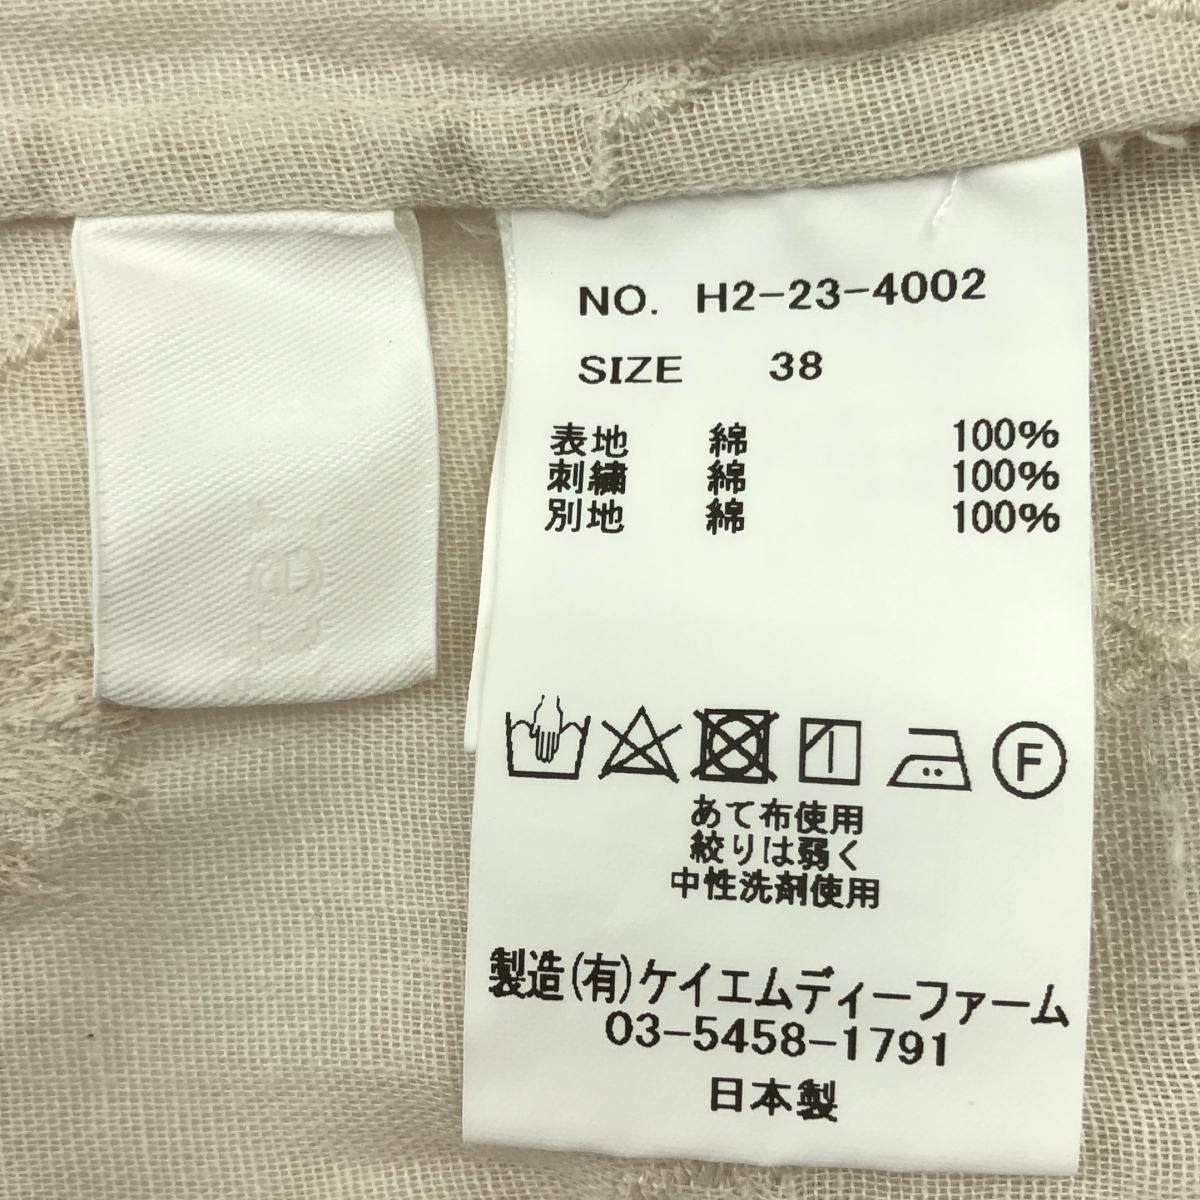 NO. H2-23-4002
SIZE 38
表地 綿 100%
刺繍 綿 100%
別地 綿 100%
F
あて布使用
絞りは弱く
中性洗剤使用
製造(有)ケイエムディーファーム
03-5458-1791
日本製